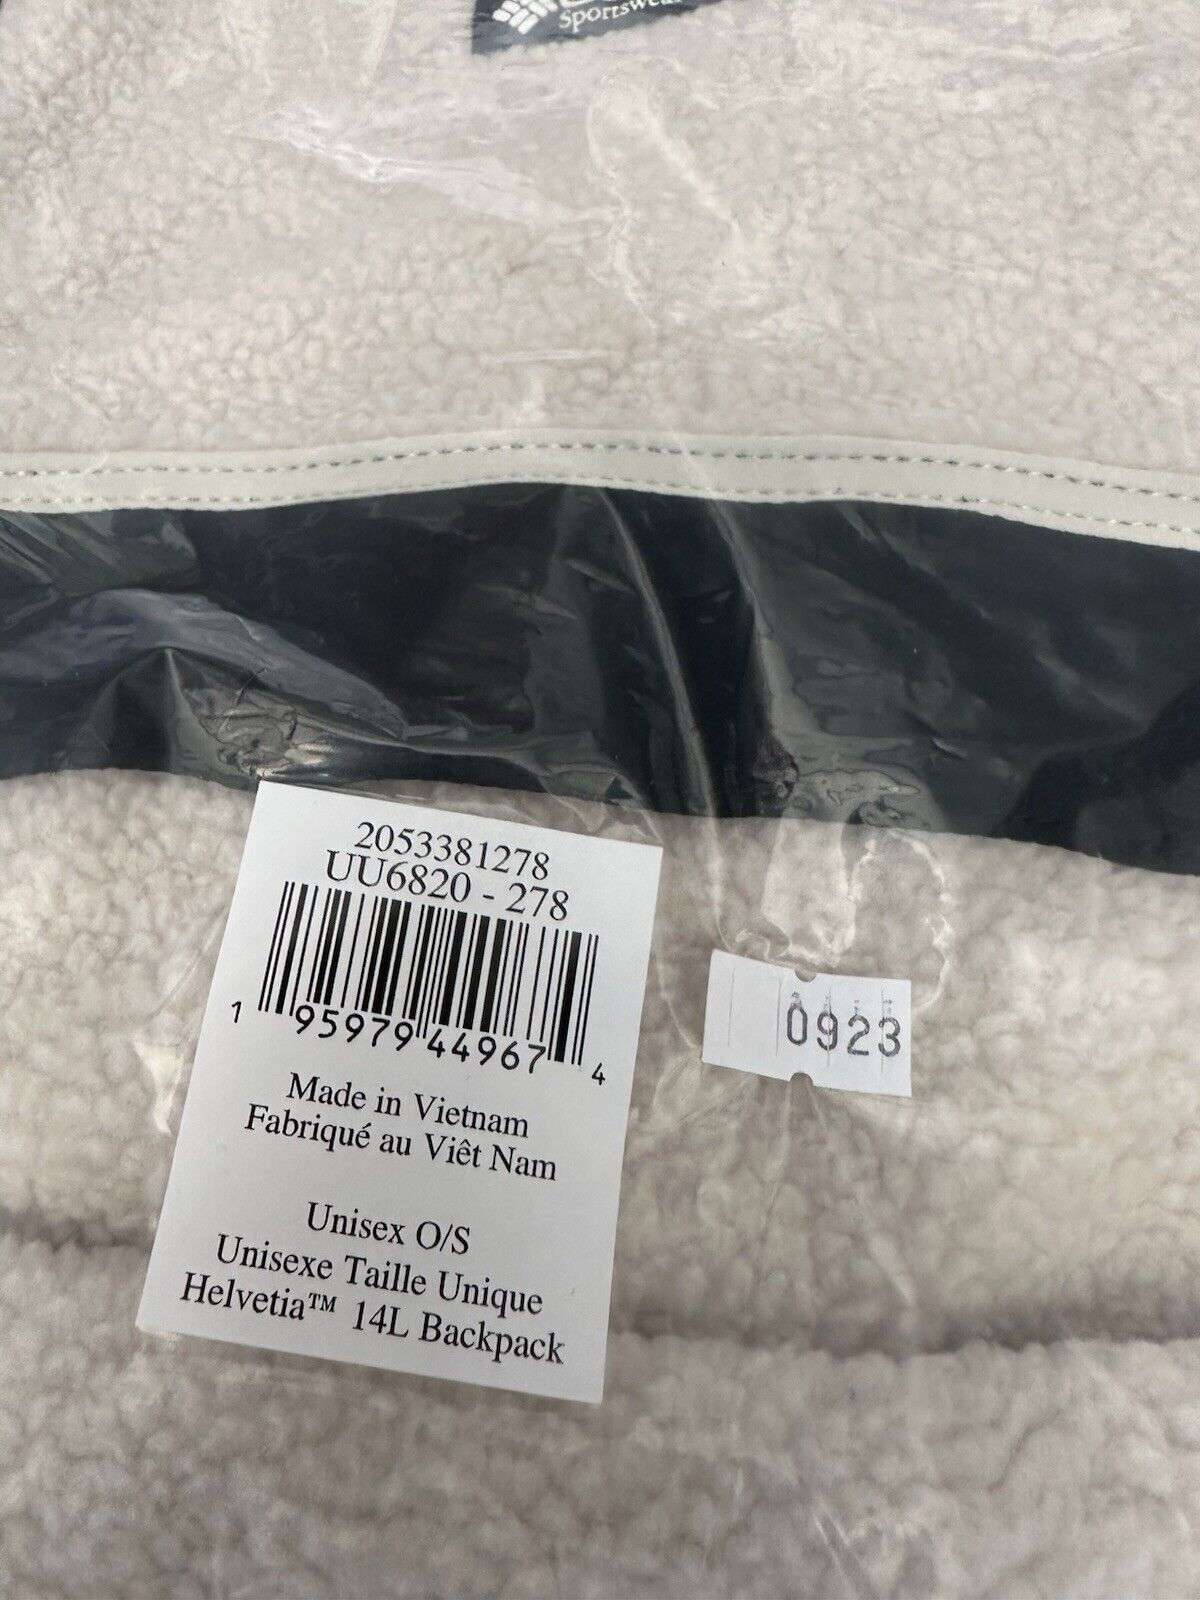 Sportswear
2053381278
UU6820 - 278
1 95979 44967 4
Made in Vietnam
Fabriqué au Viêt Nam
Unisex O/S
Unisexe Taille Unique
Helvetia™ 14L Backpack
0923